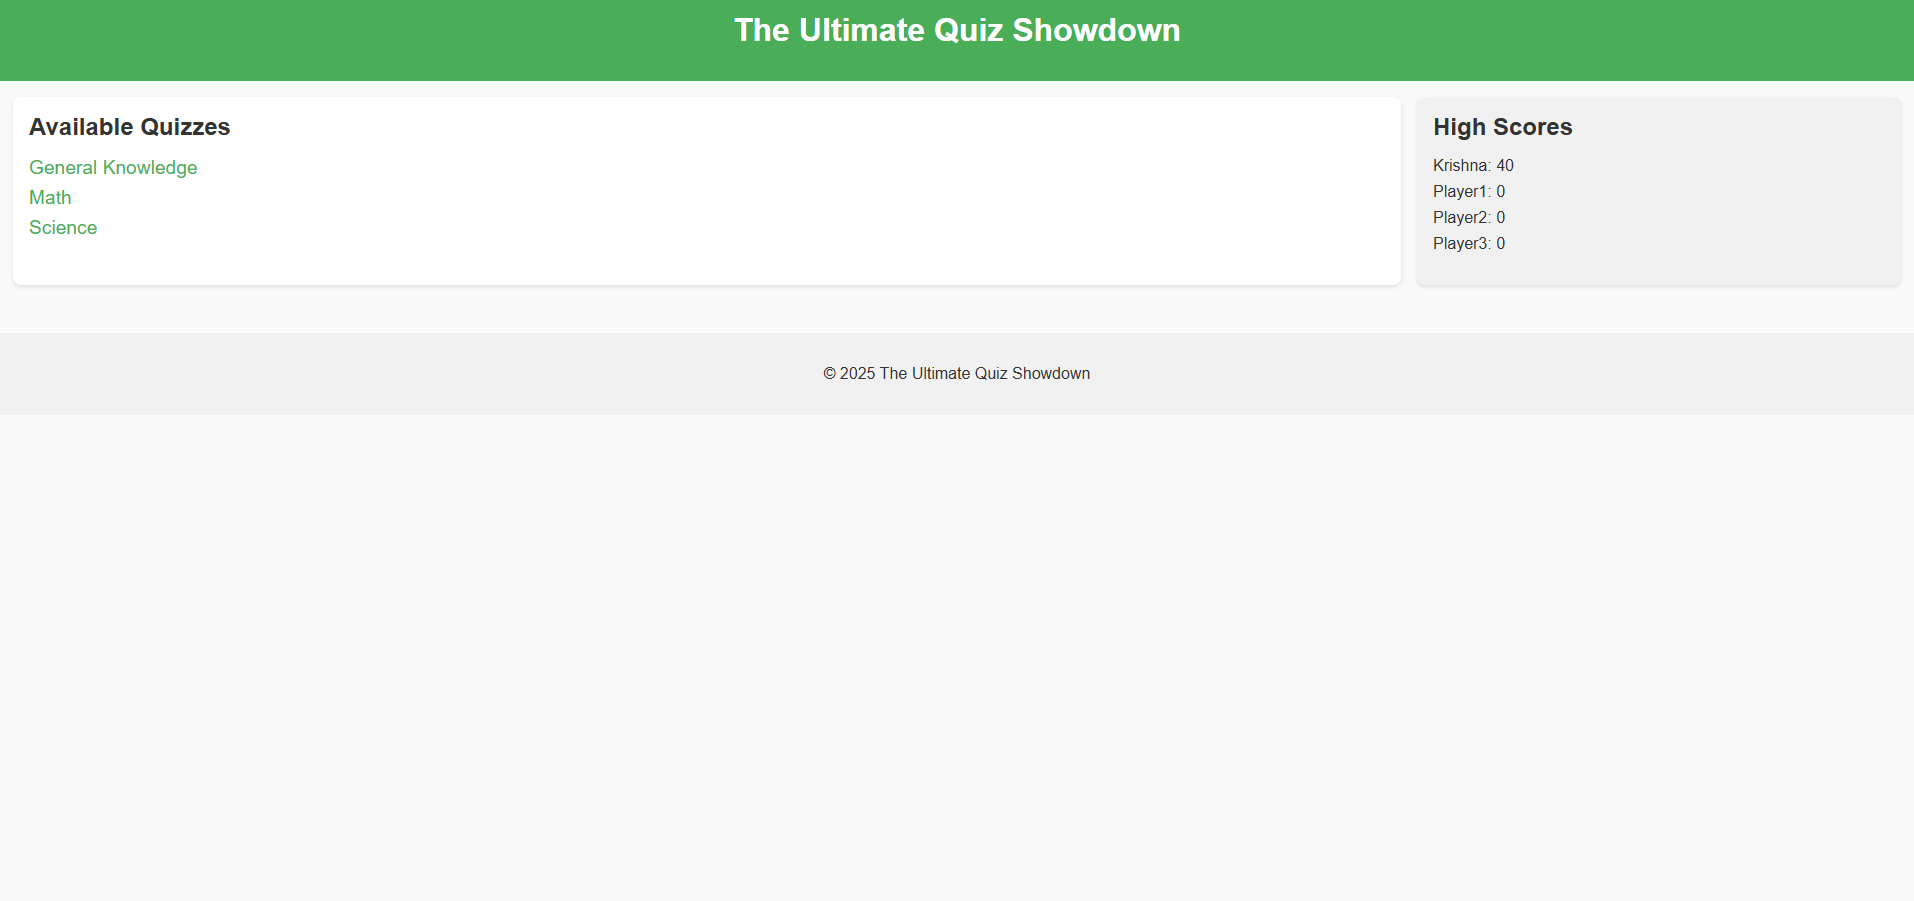 The Ultimate Quiz Showdown
Available Quizzes
General Knowledge
Math
Science
High Scores
Krishna: 40
Player1: 0
Player2: 0
Player3: 0
© 2025 The Ultimate Quiz Showdown